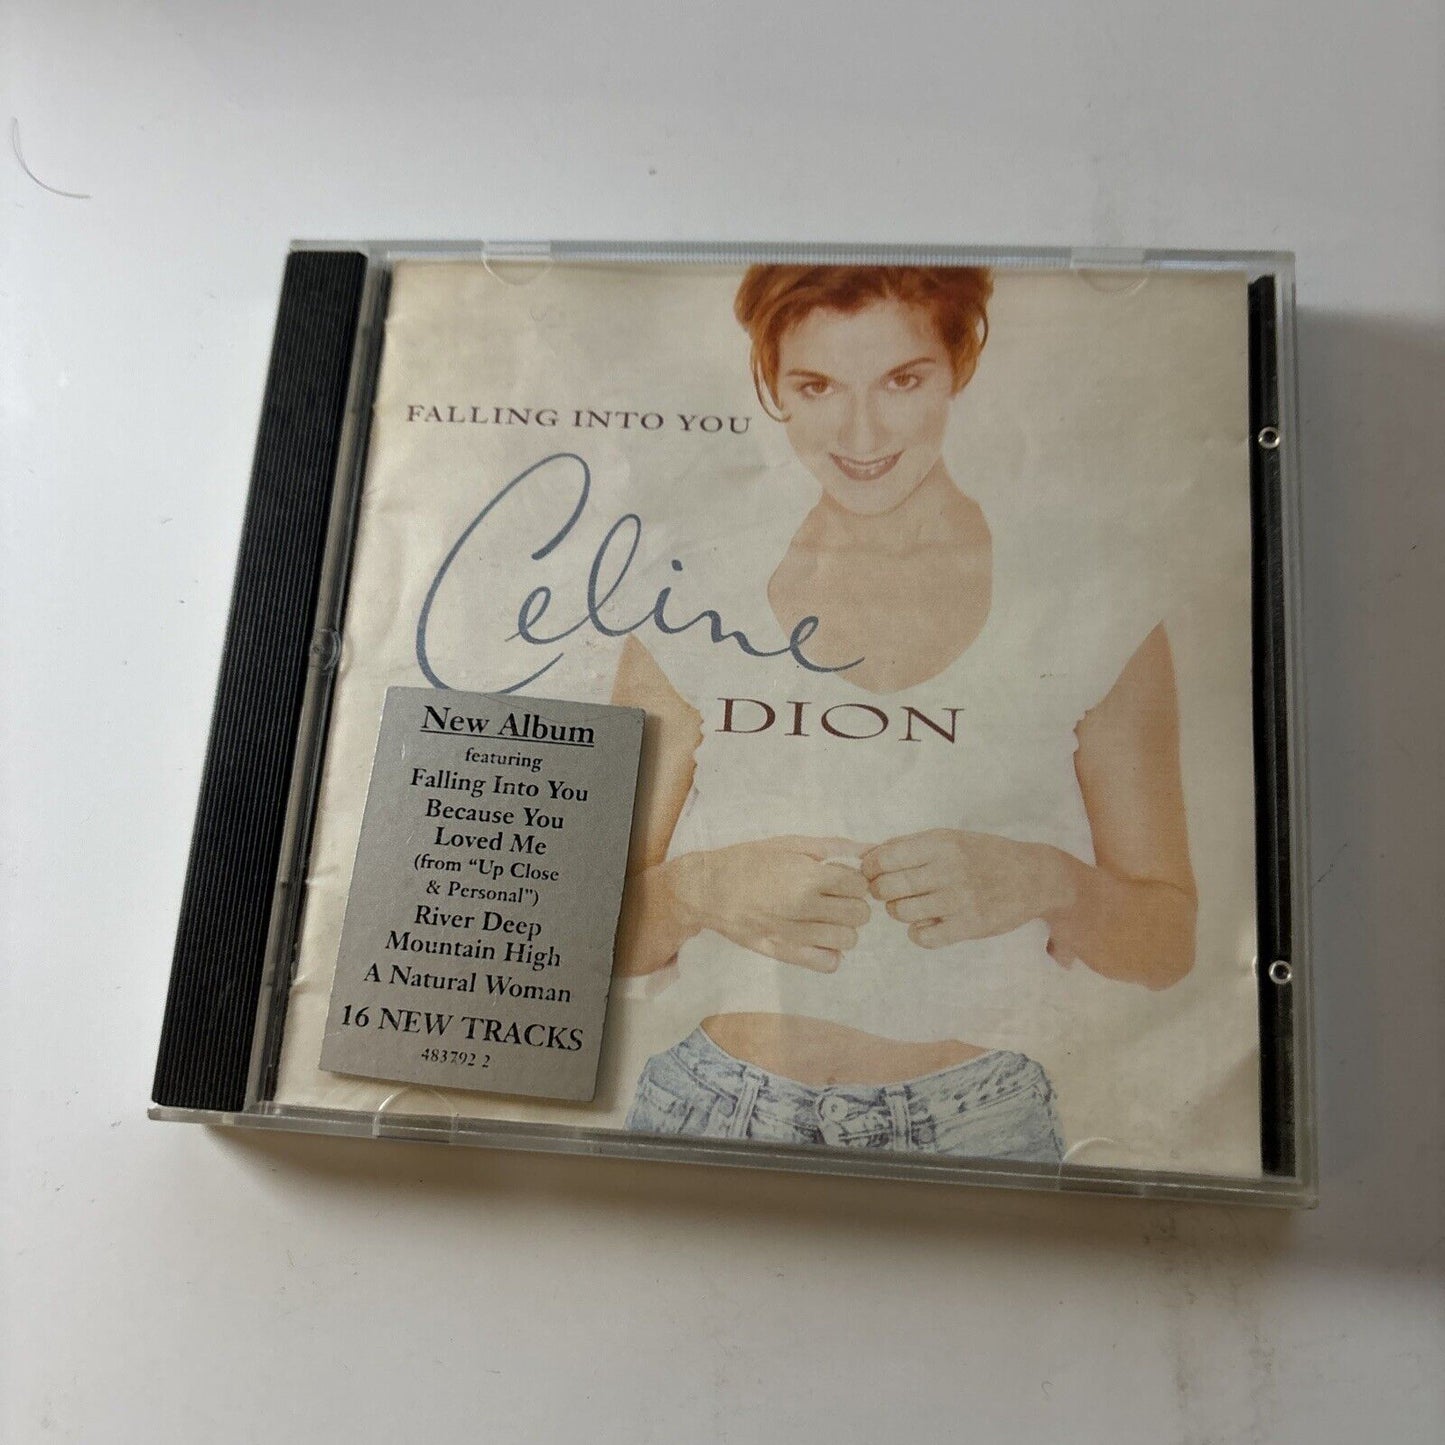 FALLING INTO YOU
Celine
DION
New Album
featuring
Falling Into You
Because You
Loved Me
(from “Up Close
& Personal”)
River Deep
Mountain High
A Natural Woman
16 NEW TRACKS
483792 2